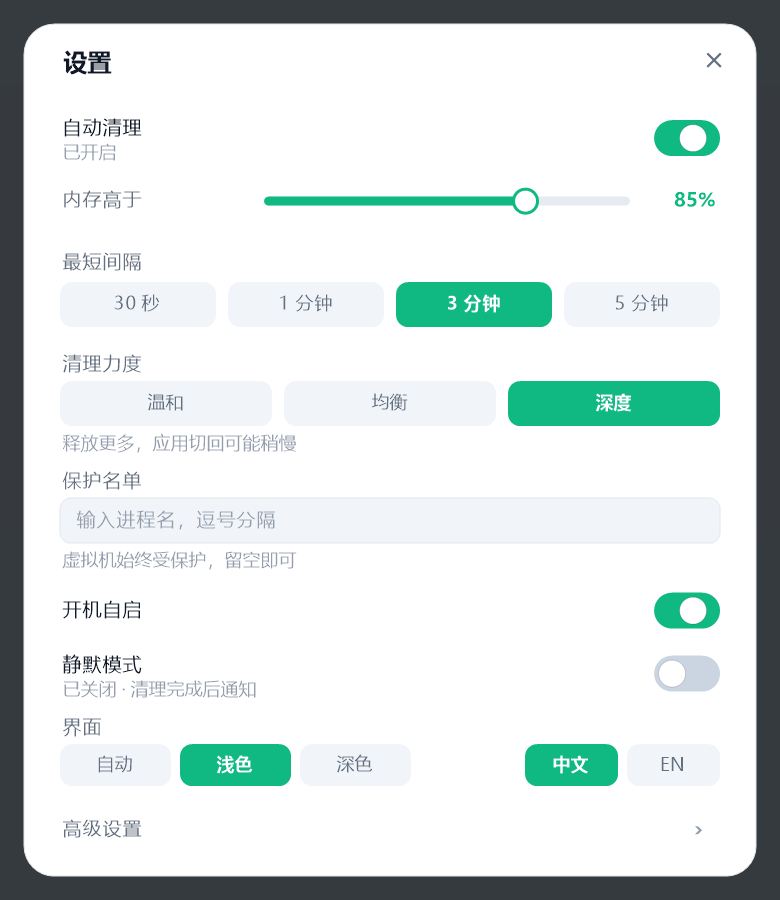 设置
自动清理
已开启
内存高于 85%
最短间隔
30 秒 1 分钟 3 分钟 5 分钟
清理力度
温和 均衡 深度
释放更多，应用切回可能稍慢
保护名单
输入进程名，逗号分隔
虚拟机始终受保护，留空即可
开机自启
静默模式
已关闭 · 清理完成后通知
界面
自动 浅色 深色 中文 EN
高级设置